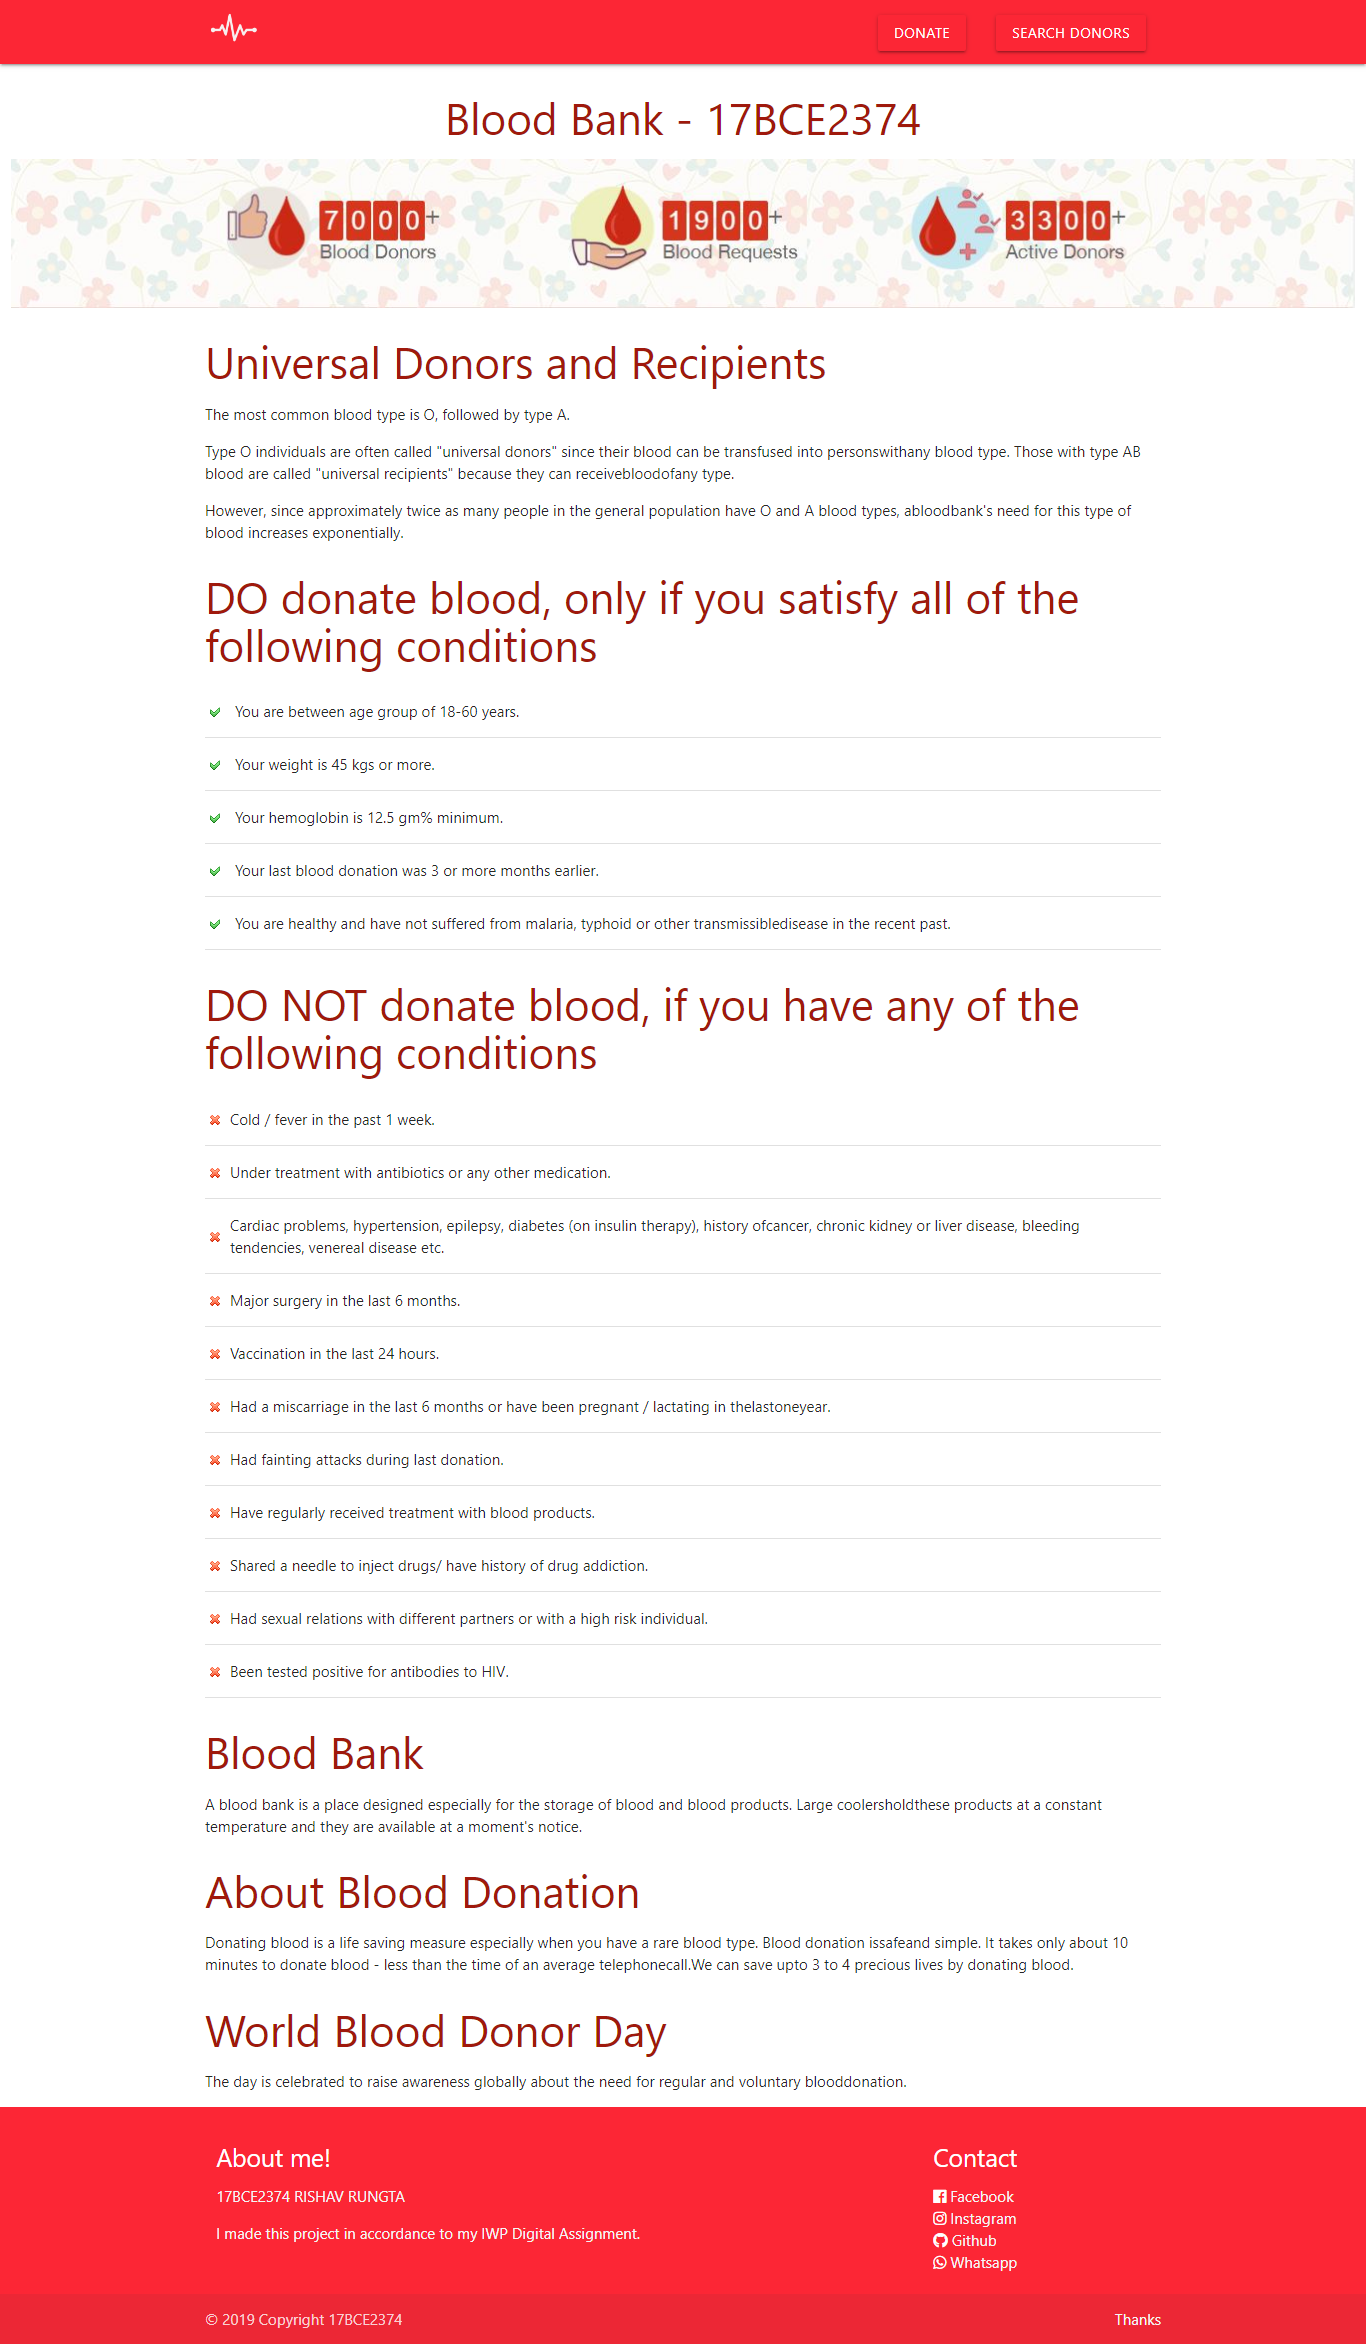 DONATE
SEARCH DONORS
Blood Bank - 17BCE2374
7000+
Blood Donors
1900+
Blood Requests
3300+
Active Donors
Universal Donors and Recipients
The most common blood type is O, followed by type A.
Type O individuals are often called "universal donors" since their blood can be transfused into personswithany blood type. Those with type AB
blood are called "universal recipients" because they can receivebloodofany type.
However, since approximately twice as many people in the general population have O and A blood types, abloodbank's need for this type of
blood increases exponentially.
DO donate blood, only if you satisfy all of the
following conditions
You are between age group of 18-60 years.
Your weight is 45 kgs or more.
Your hemoglobin is 12.5 gm% minimum.
Your last blood donation was 3 or more months earlier.
You are healthy and have not suffered from malaria, typhoid or other transmissibledisease in the recent past.
DO NOT donate blood, if you have any of the
following conditions
Cold / fever in the past 1 week.
Under treatment with antibiotics or any other medication.
Cardiac problems, hypertension, epilepsy, diabetes (on insulin therapy), history ofcancer, chronic kidney or liver disease, bleeding
tendencies, venereal disease etc.
Major surgery in the last 6 months.
Vaccination in the last 24 hours.
Had a miscarriage in the last 6 months or have been pregnant / lactating in thelastoneyear.
Had fainting attacks during last donation.
Have regularly received treatment with blood products.
Shared a needle to inject drugs/ have history of drug addiction.
Had sexual relations with different partners or with a high risk individual.
Been tested positive for antibodies to HIV.
Blood Bank
A blood bank is a place designed especially for the storage of blood and blood products. Large coolersholdthese products at a constant
temperature and they are available at a moment's notice.
About Blood Donation
Donating blood is a life saving measure especially when you have a rare blood type. Blood donation issafeand simple. It takes only about 10
minutes to donate blood - less than the time of an average telephonecall.We can save upto 3 to 4 precious lives by donating blood.
World Blood Donor Day
The day is celebrated to raise awareness globally about the need for regular and voluntary blooddonation.
About me!
17BCE2374 RISHAV RUNGTA
I made this project in accordance to my IWP Digital Assignment.
Contact
Facebook
Instagram
Github
Whatsapp
© 2019 Copyright 17BCE2374
Thanks